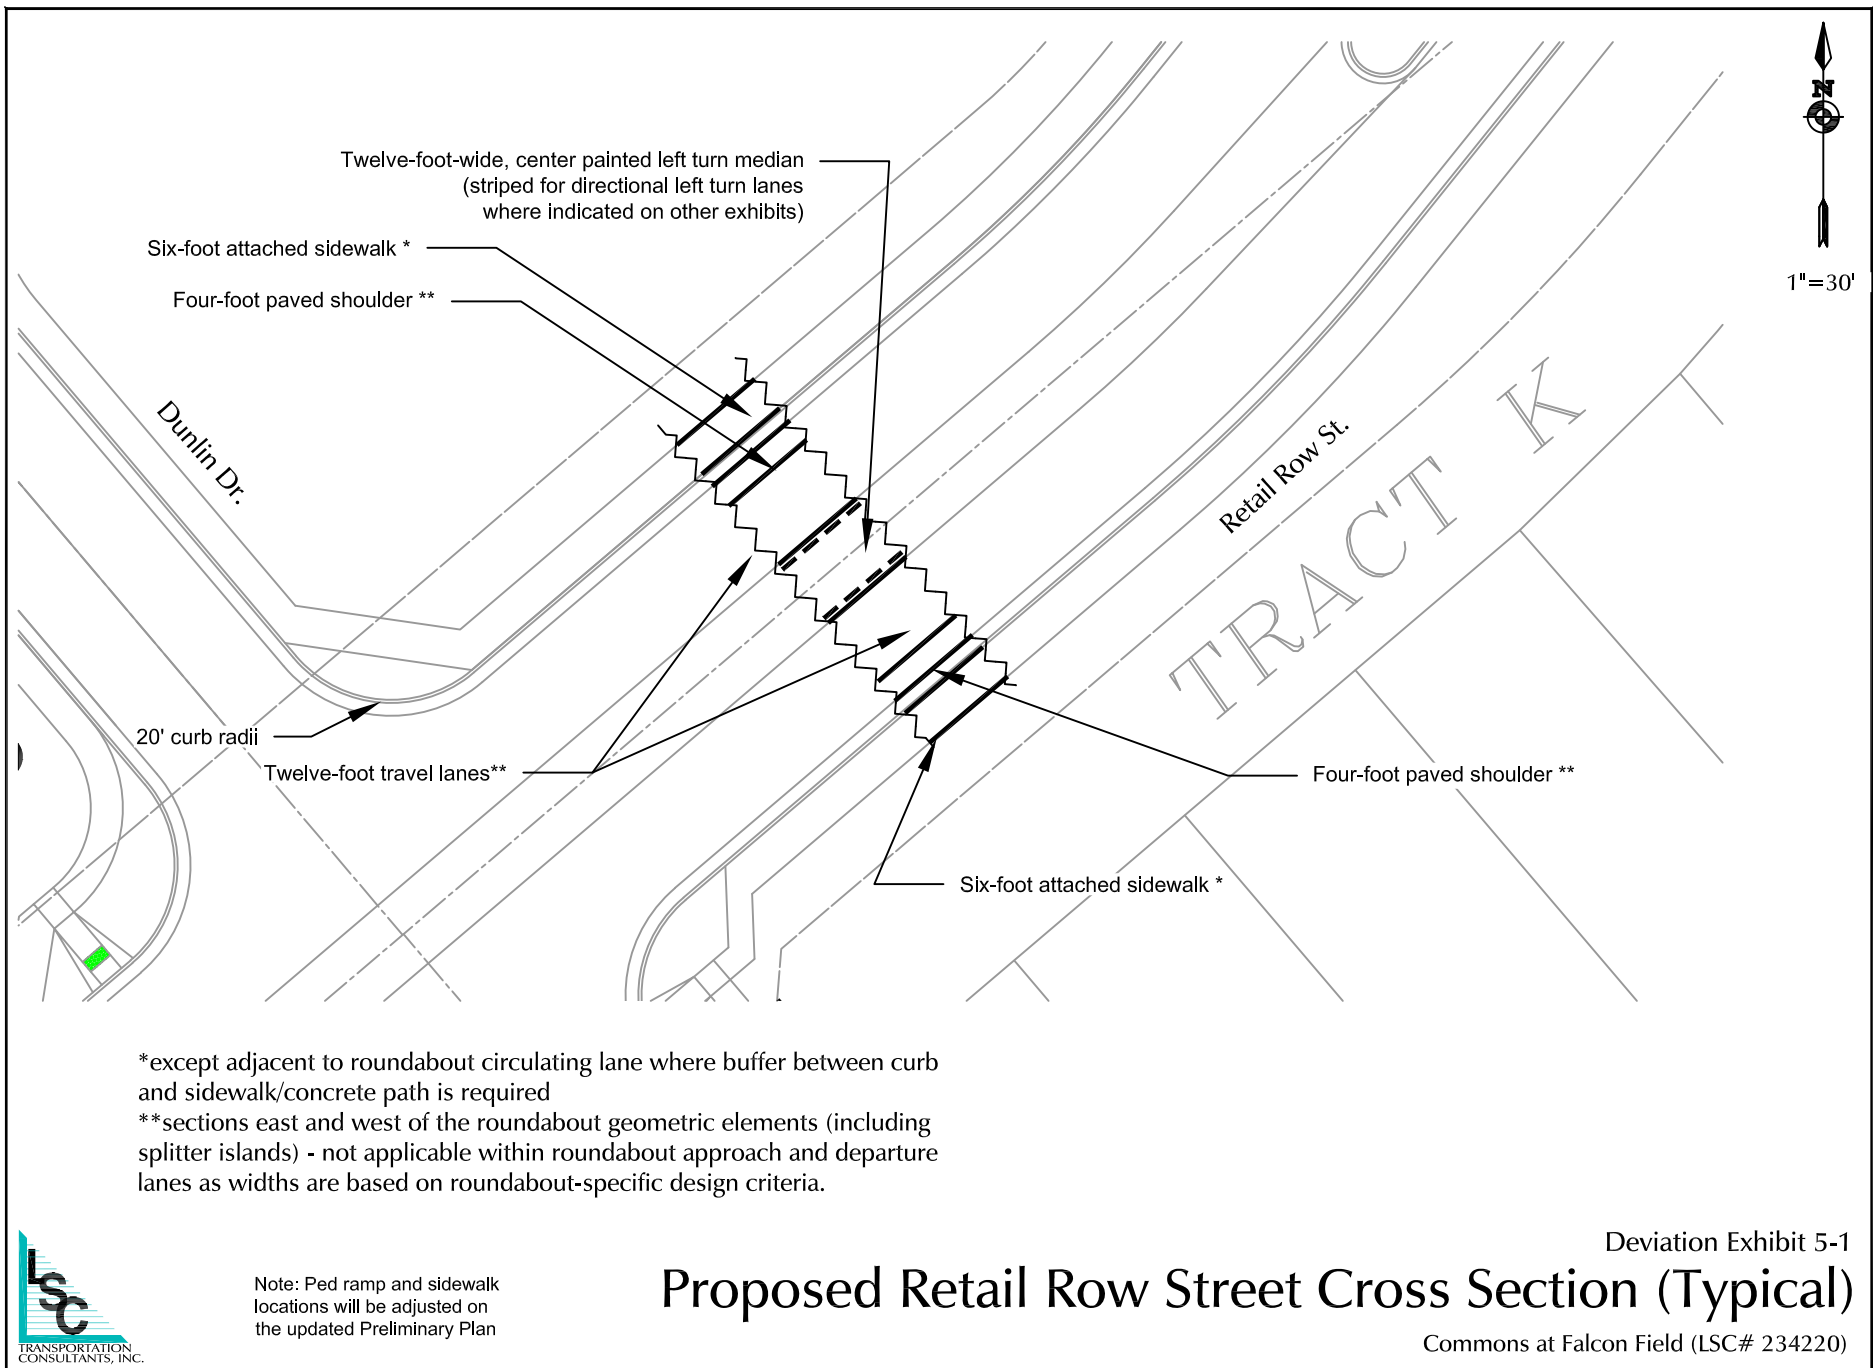 N
1"=30'
Twelve-foot-wide, center painted left turn median
(striped for directional left turn lanes
where indicated on other exhibits)
Six-foot attached sidewalk *
Four-foot paved shoulder **
Dunlin Dr.
Retail Row St.
TRACT K
20' curb radii
Twelve-foot travel lanes**
Four-foot paved shoulder **
Six-foot attached sidewalk *
*except adjacent to roundabout circulating lane where buffer between curb
and sidewalk/concrete path is required
**sections east and west of the roundabout geometric elements (including
splitter islands) - not applicable within roundabout approach and departure
lanes as widths are based on roundabout-specific design criteria.
Deviation Exhibit 5-1
Proposed Retail Row Street Cross Section (Typical)
Commons at Falcon Field (LSC# 234220)
Note: Ped ramp and sidewalk
locations will be adjusted on
the updated Preliminary Plan
LSC
TRANSPORTATION
CONSULTANTS, INC.